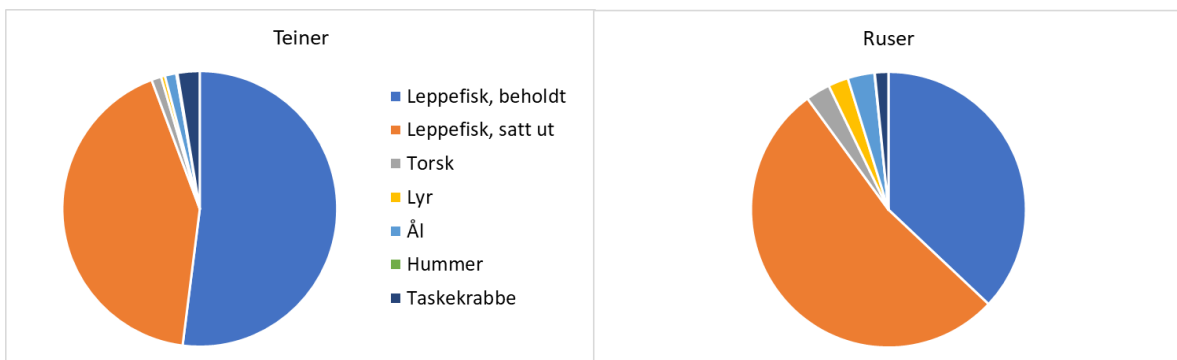 Teiner
Leppefisk, beholdt
Leppefisk, satt ut
Torsk
Lyr
Ål
Hummer
Taskekrabbe
Ruser